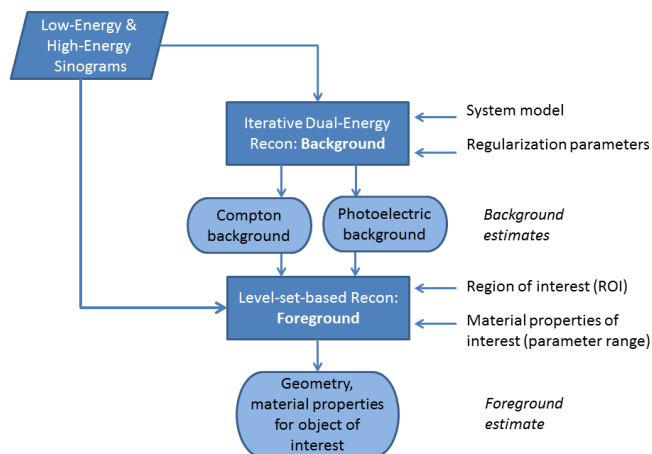 Low-Energy &
High-Energy
Sinograms
Iterative Dual-Energy
Recon: Background
System model
Regularization parameters
Compton
background
Photoelectric
background
Background
estimates
Level-set-based Recon:
Foreground
Region of interest (ROI)
Material properties of
interest (parameter range)
Geometry,
material properties
for object of
interest
Foreground
estimate